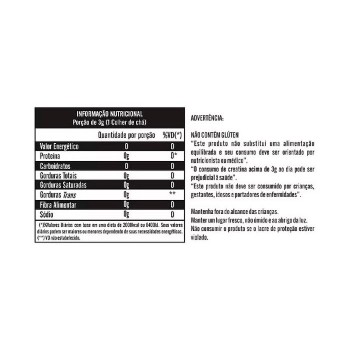 INFORMAÇÃO NUTRICIONAL
Porção de 3g (1 Colher de chá)
Quantidade por porção %VD(*)
Valor Energético 0 0
Proteína 0g 0*
Carboidratos 0g 0
Gorduras Totais 0g 0
Gorduras Saturadas 0g 0
Gorduras Trans 0g **
Fibra Alimentar 0g 0
Sódio 0g 0
(*)%Valores Diários com base em uma dieta de 2000kcal ou 8400kJ. Seus valores
diários podem ser maiores ou menores dependendo de suas necessidades energéticas.
(**)VD não estabelecido.
ADVERTÊNCIA:
NÃO CONTÉM GLÚTEN
"Este produto não substitui uma alimentação
equilibrada e seu consumo deve ser orientado por
nutricionista ou médico".
"O consumo de creatina acima de 3g ao dia pode ser
prejudicial à saúde".
"Este produto não deve ser consumido por crianças,
gestantes, idosos e portadores de enfermidades".
Mantenha fora do alcance das crianças.
Manter um lugar fresco, não úmido e ao abrigo da luz.
Não consumir o produto se o lacre de proteção estiver
violado.